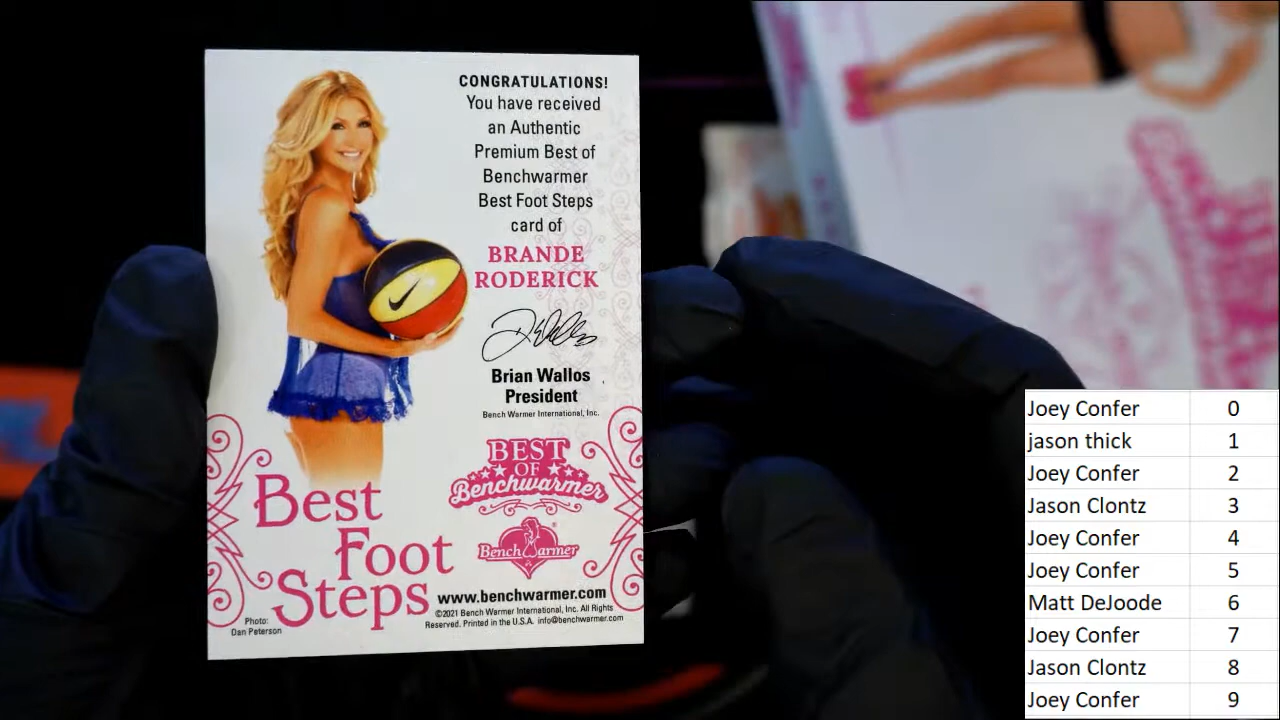 CONGRATULATIONS!
You have received
an Authentic
Premium Best of
Benchwarmer
Best Foot Steps
card of
BRANDE
RODERICK
Brian Wallos
President
Bench Warmer International, Inc.
BEST
OF
Benchwarmer
Bench Warmer
Best
Foot
Steps
www.benchwarmer.com
©2021 Bench Warmer International, Inc. All Rights
Reserved. Printed in the U.S.A. info@benchwarmer.com
Photo:
Dan Peterson
Joey Confer 0
jason thick 1
Joey Confer 2
Jason Clontz 3
Joey Confer 4
Joey Confer 5
Matt DeJoode 6
Joey Confer 7
Jason Clontz 8
Joey Confer 9